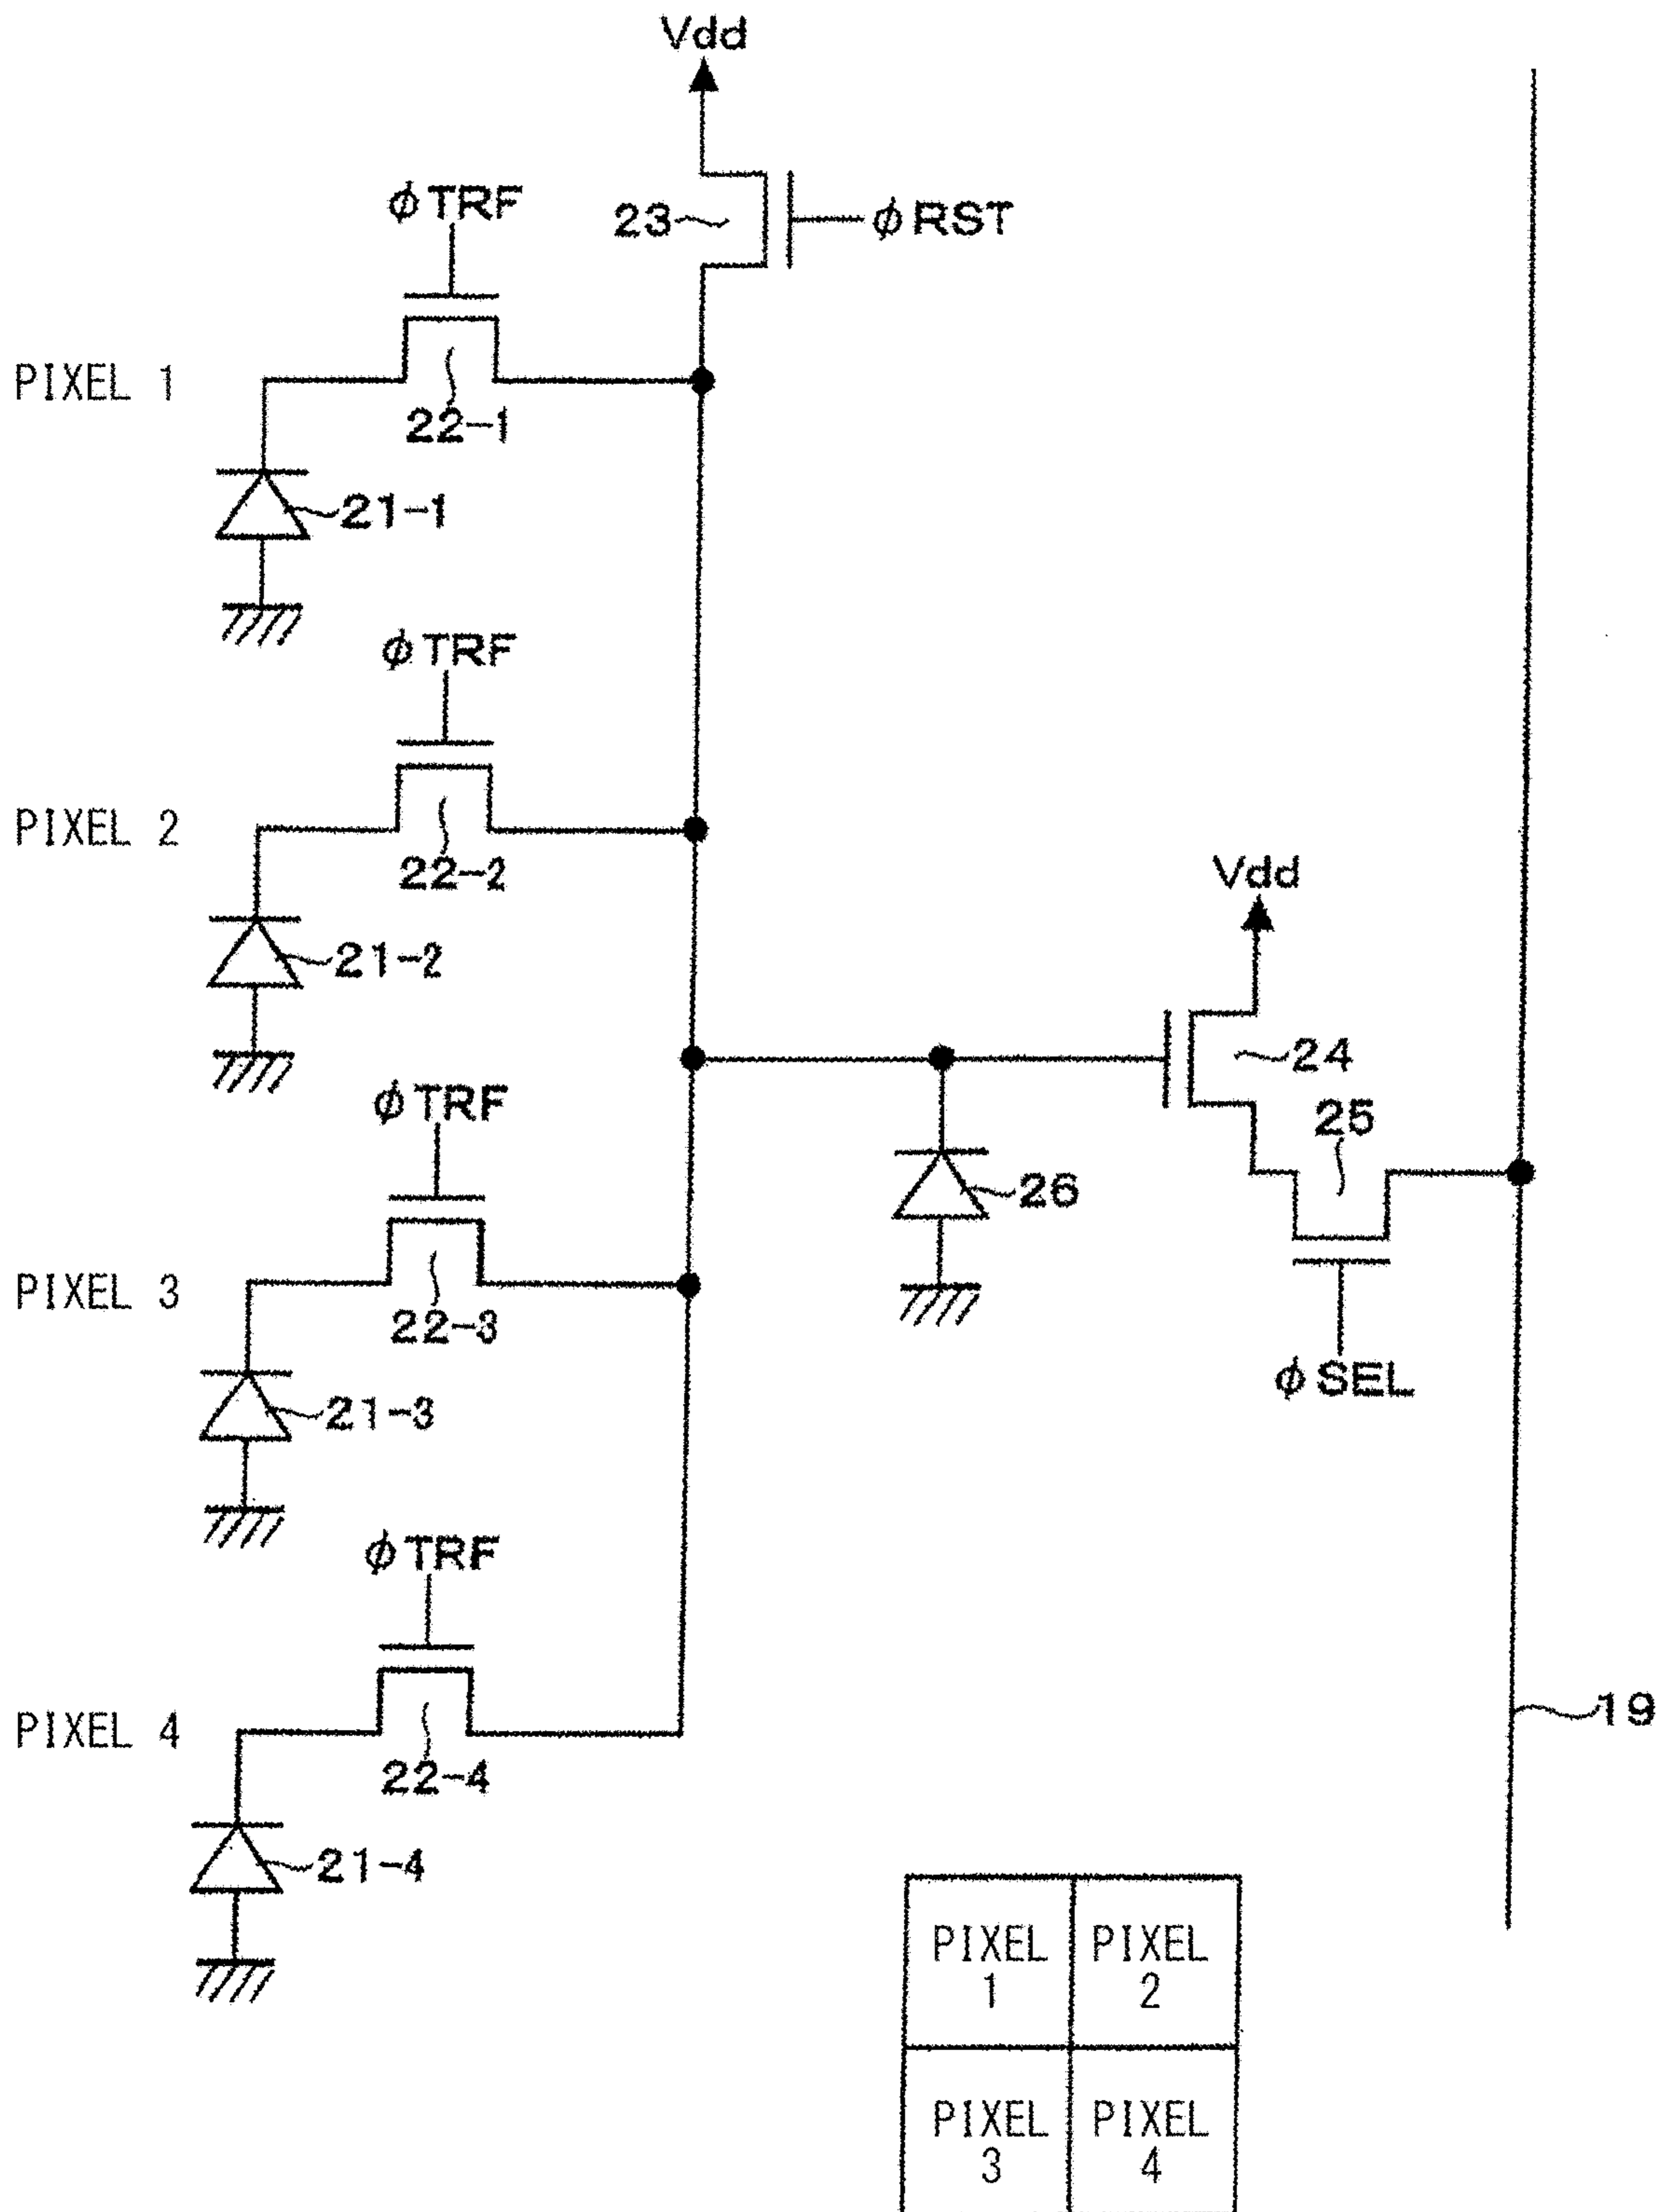 Vdd
φTRF
23
φRST
PIXEL 1
22-1
21-1
φTRF
PIXEL 2
22-2
21-2
Vdd
24
φTRF
25
26
PIXEL 3
22-3
φSEL
21-3
φTRF
PIXEL 4
22-4
19
21-4
PIXEL 1
PIXEL 2
PIXEL 3
PIXEL 4